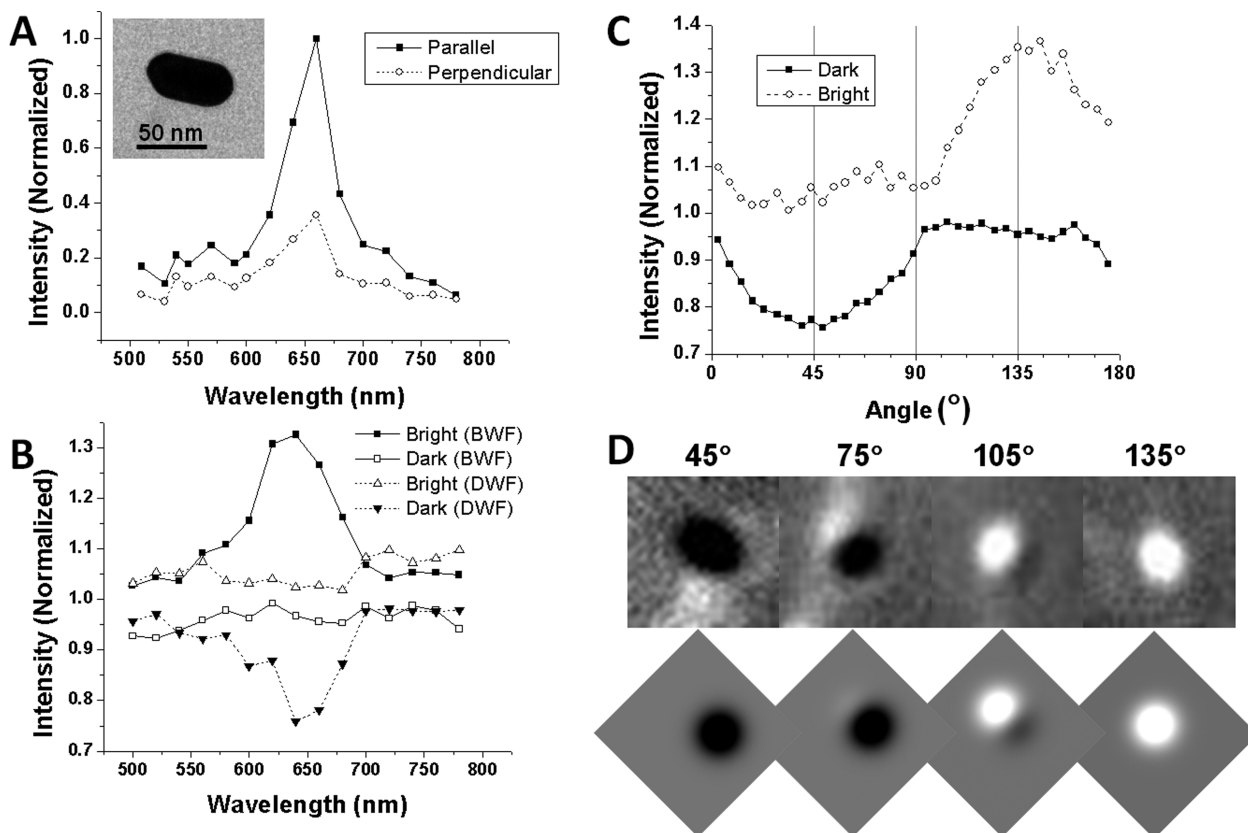 A
Intensity (Normalized)
1.0
0.8
0.6
0.4
0.2
0.0
50 nm
Parallel
Perpendicular
500 550 600 650 700 750 800
Wavelength (nm)
B
Intensity (Normalized)
1.3
1.2
1.1
1.0
0.9
0.8
0.7
Bright (BWF)
Dark (BWF)
Bright (DWF)
Dark (DWF)
500 550 600 650 700 750 800
Wavelength (nm)
C
Intensity (Normalized)
1.4
1.3
1.2
1.1
1.0
0.9
0.8
0.7
Dark
Bright
0 45 90 135 180
Angle (°)
D
45° 75° 105° 135°